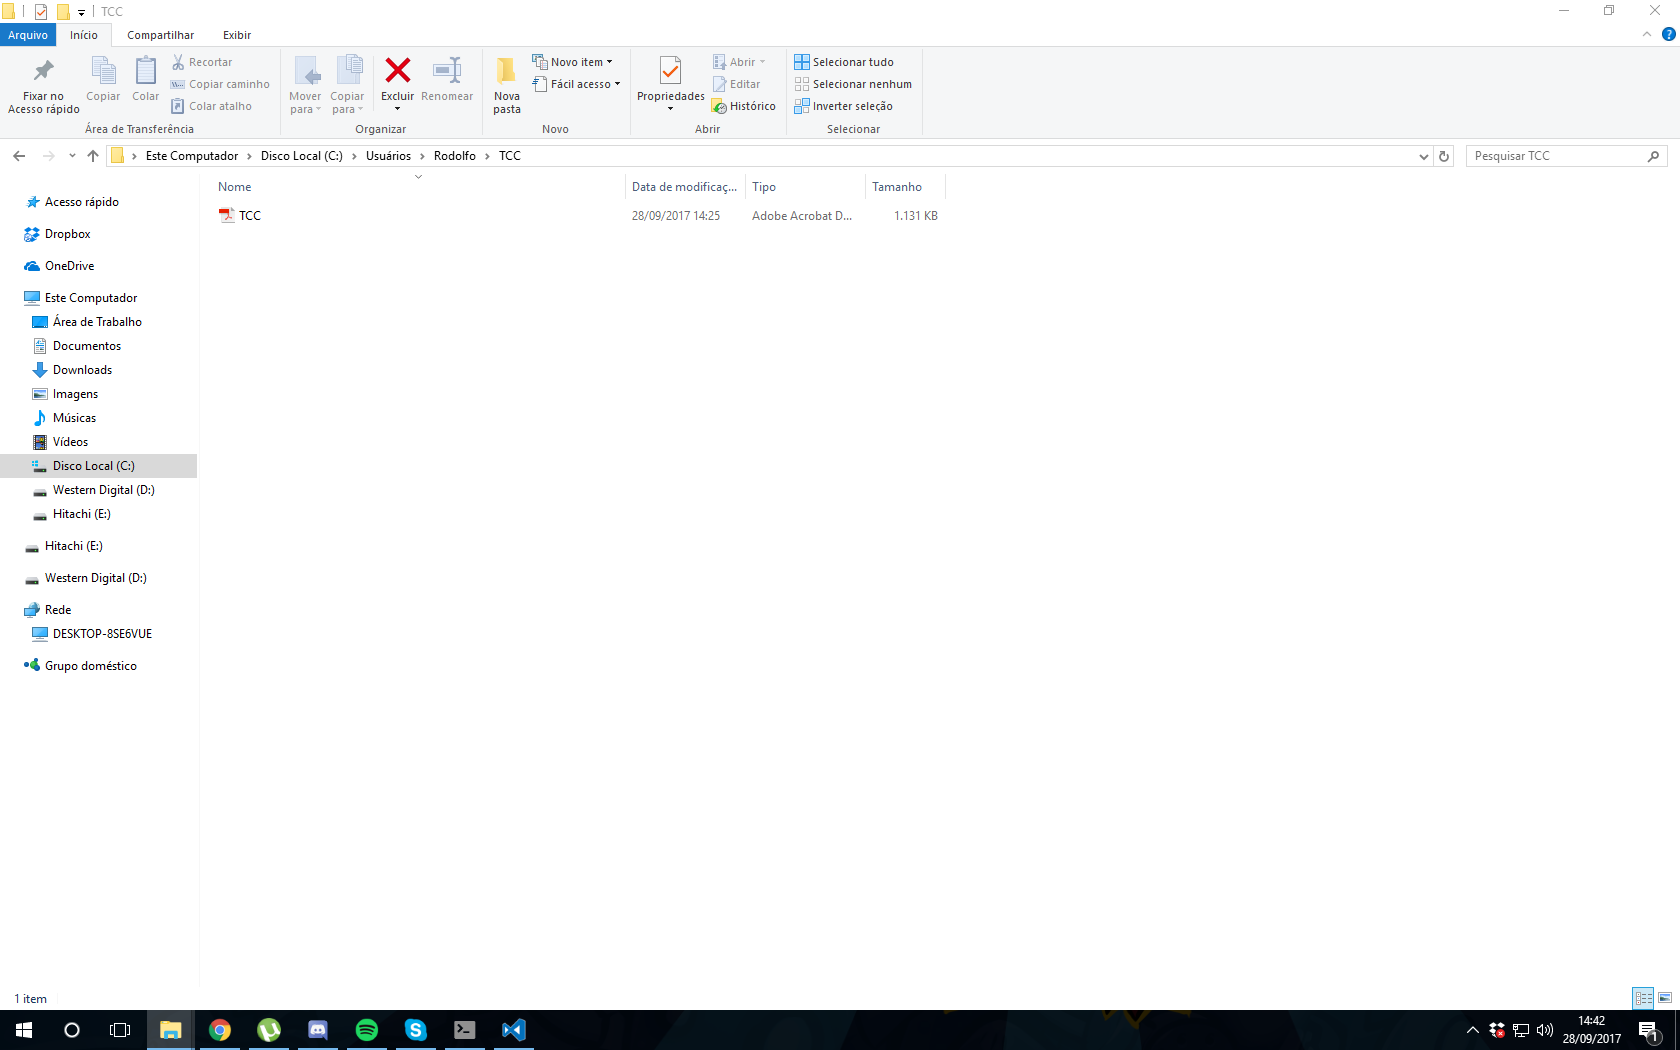 TCC
Arquivo Início Compartilhar Exibir
Fixar no Acesso rápido
Copiar
Colar
Recortar
Copiar caminho
Colar atalho
Área de Transferência
Mover para
Copiar para
Excluir
Renomear
Organizar
Nova pasta
Novo item
Fácil acesso
Novo
Propriedades
Abrir
Editar
Histórico
Abrir
Selecionar tudo
Selecionar nenhum
Inverter seleção
Selecionar
Este Computador Disco Local (C:) Usuários Rodolfo TCC
Pesquisar TCC
Nome Data de modificaç... Tipo Tamanho
TCC 28/09/2017 14:25 Adobe Acrobat D... 1.131 KB
Acesso rápido
Dropbox
OneDrive
Este Computador
Área de Trabalho
Documentos
Downloads
Imagens
Músicas
Vídeos
Disco Local (C:)
Western Digital (D:)
Hitachi (E:)
Hitachi (E:)
Western Digital (D:)
Rede
DESKTOP-8SE6VUE
Grupo doméstico
1 item
14:42
28/09/2017
1